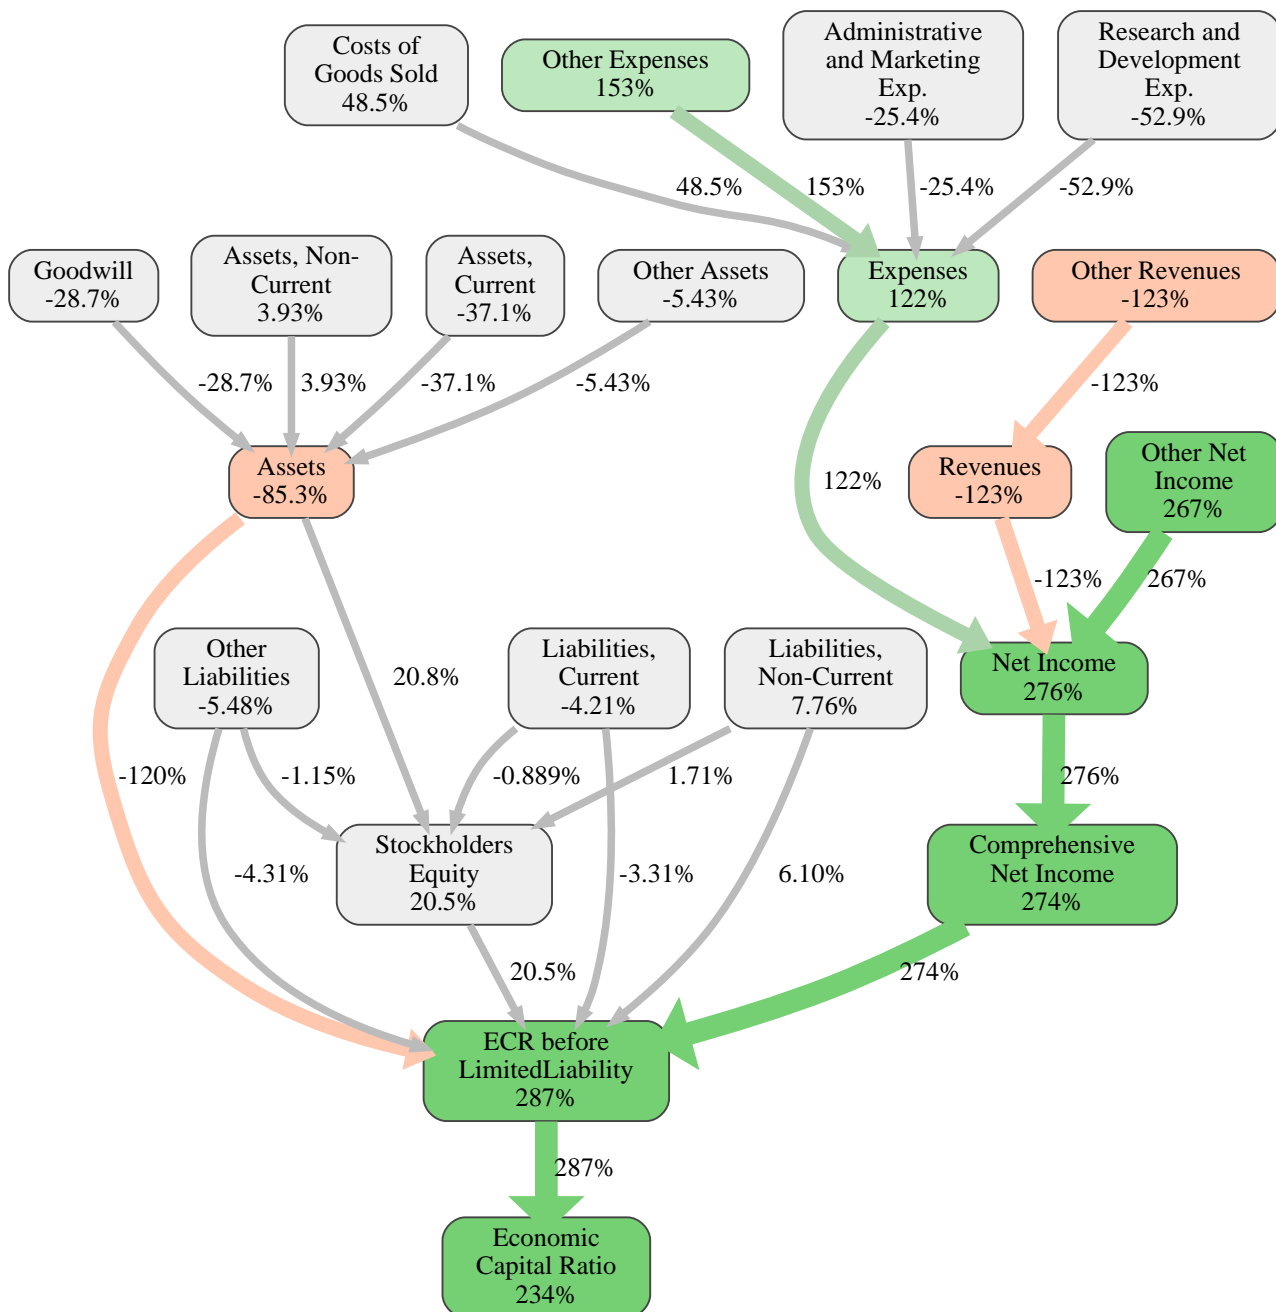 Costs of
Goods Sold
48.5%
Other Expenses
153%
Administrative
and Marketing
Exp.
-25.4%
Research and
Development
Exp.
-52.9%
48.5%
153%
-25.4%
-52.9%
Goodwill
-28.7%
Assets, Non-
Current
3.93%
Assets,
Current
-37.1%
Other Assets
-5.43%
Expenses
122%
Other Revenues
-123%
-28.7%
3.93%
-37.1%
-5.43%
-123%
Assets
-85.3%
122%
Revenues
-123%
Other Net
Income
267%
-123%
267%
Other
Liabilities
-5.48%
20.8%
Liabilities,
Current
-4.21%
Liabilities,
Non-Current
7.76%
Net Income
276%
-120%
-1.15%
-0.889%
1.71%
276%
Stockholders
Equity
20.5%
-4.31%
-3.31%
6.10%
Comprehensive
Net Income
274%
20.5%
274%
ECR before
LimitedLiability
287%
287%
Economic
Capital Ratio
234%